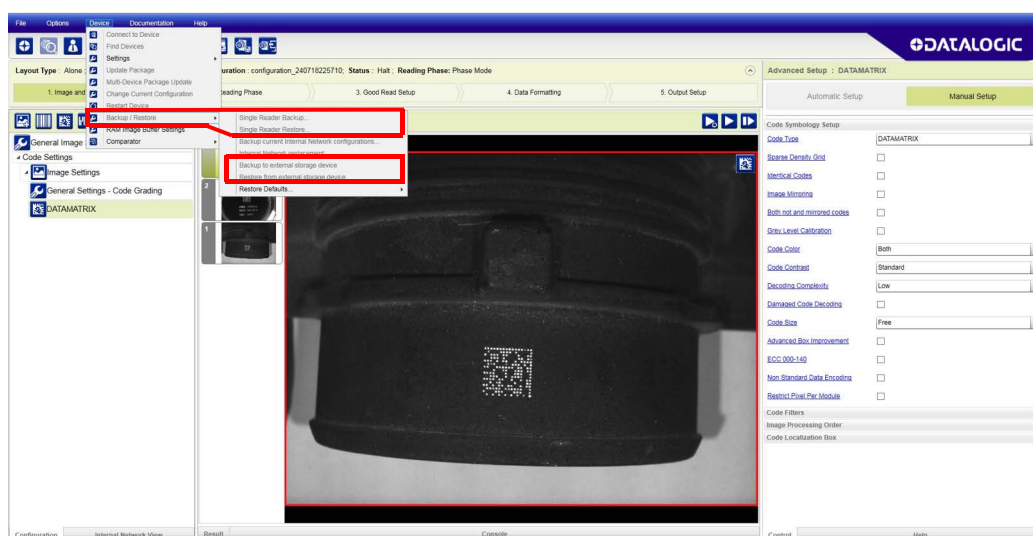 File Options Device Documentation Help
Connect to Device
Find Devices
Settings
Update Package
Multi-Device Package Update
Change Current Configuration
Restart Device
Backup / Restore
RAM Image Buffer Settings
Comparator
Single Reader Backup...
Single Reader Restore...
Backup current Internal Network configurations...
Internal Network replacement
Backup to external storage device
Restore from external storage device
Restore Defaults...
DATALOGIC
Layout Type : Alone ; uration : configuration_240718225710; Status : Halt ; Reading Phase: Phase Mode
1. Image and eading Phase 3. Good Read Setup 4. Data Formatting 5. Output Setup
General Image
Code Settings
Image Settings
General Settings - Code Grading
DATAMATRIX
2
1
Advanced Setup : DATAMATRIX
Automatic Setup Manual Setup
Code Symbology Setup
Code Type DATAMATRIX
Sparse Density Grid
Identical Codes
Image Mirroring
Both not and mirrored codes
Grey Level Calibration
Code Color Both
Code Contrast Standard
Decoding Complexity Low
Damaged Code Decoding
Code Size Free
Advanced Box Improvement
ECC 000-140
Non Standard Data Encoding
Restrict Pixel Per Module
Code Filters
Image Processing Order
Code Localization Box
Configuration Internal Network View Result Console Control Help